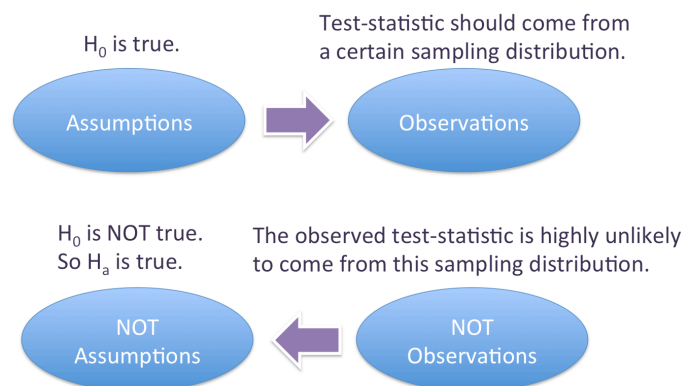 H₀ is true.
Test-statistic should come from
a certain sampling distribution.
Assumptions
Observations
H₀ is NOT true.
So Hₐ is true.
The observed test-statistic is highly unlikely
to come from this sampling distribution.
NOT
Assumptions
NOT
Observations